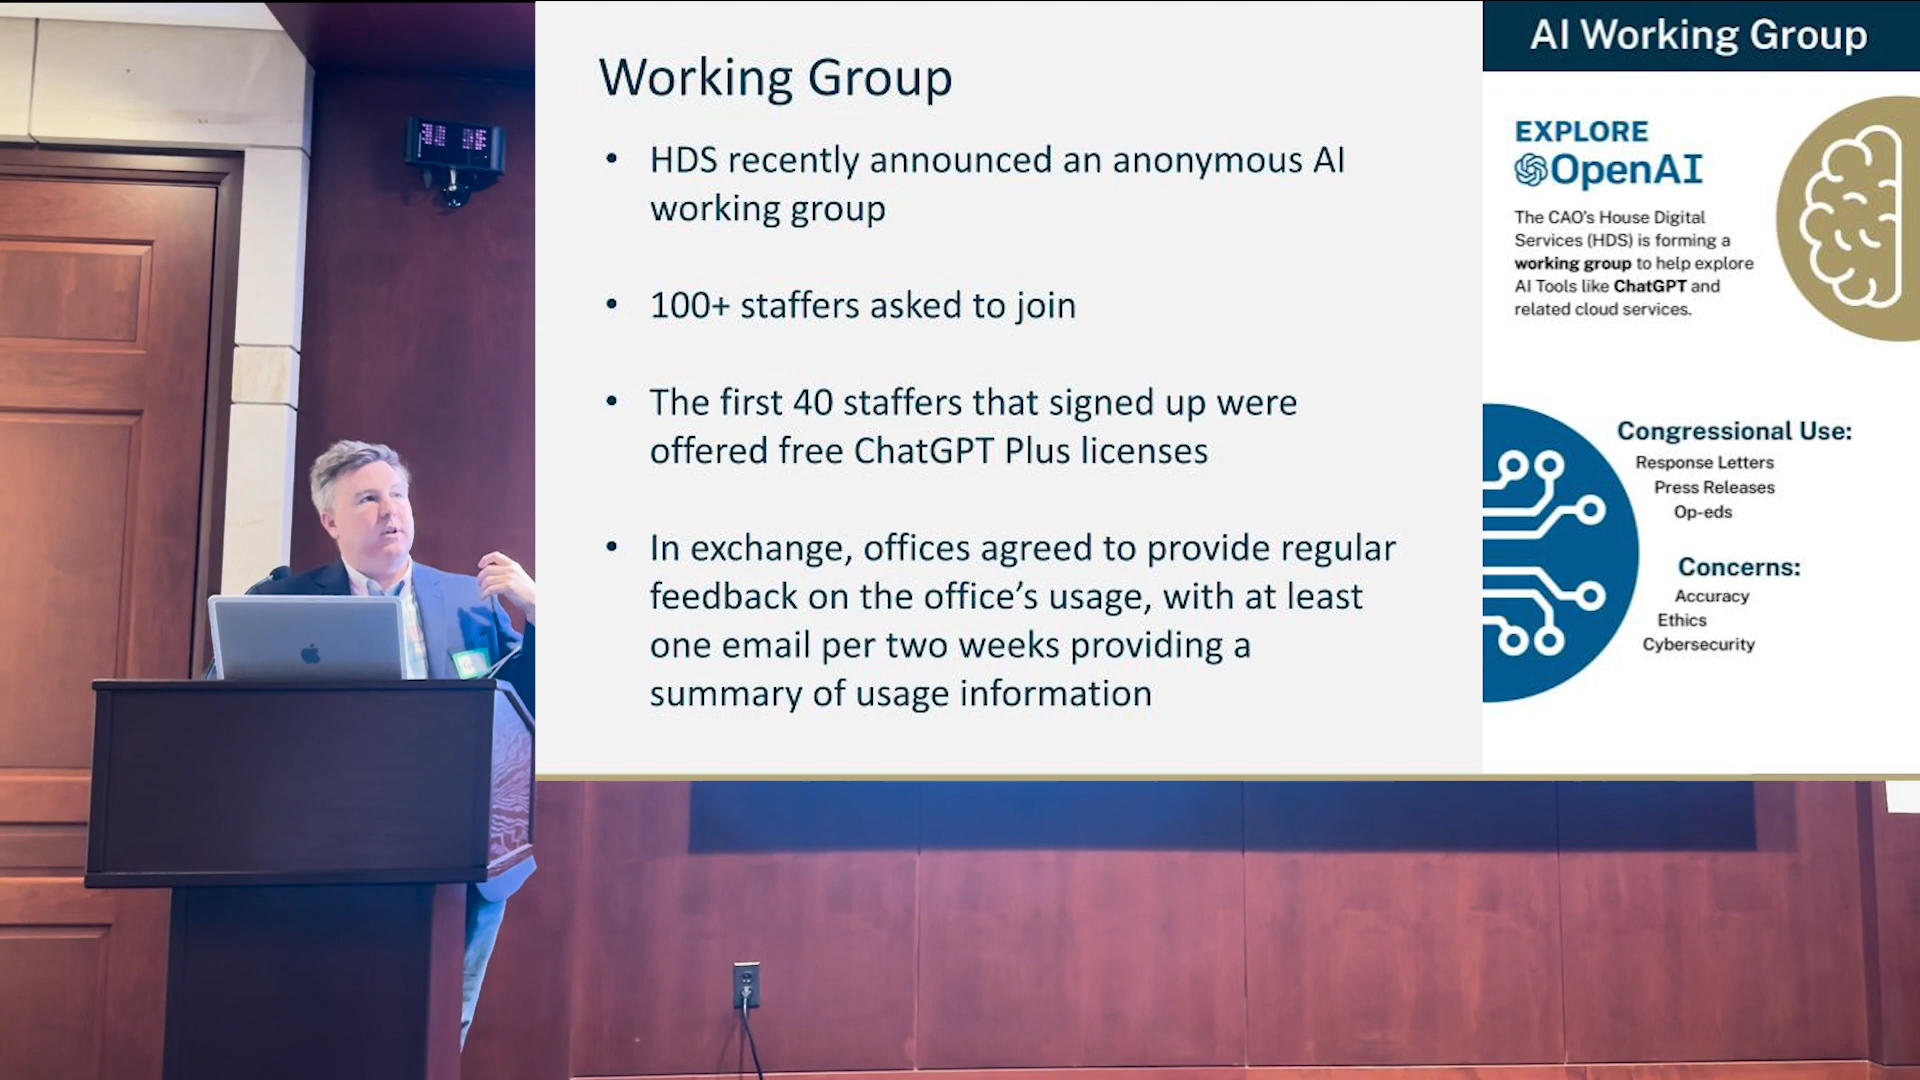 Working Group
• HDS recently announced an anonymous AI
working group
• 100+ staffers asked to join
• The first 40 staffers that signed up were
offered free ChatGPT Plus licenses
• In exchange, offices agreed to provide regular
feedback on the office’s usage, with at least
one email per two weeks providing a
summary of usage information
AI Working Group
EXPLORE
OpenAI
The CAO’s House Digital
Services (HDS) is forming a
working group to help explore
AI Tools like ChatGPT and
related cloud services.
Congressional Use:
Response Letters
Press Releases
Op-eds
Concerns:
Accuracy
Ethics
Cybersecurity